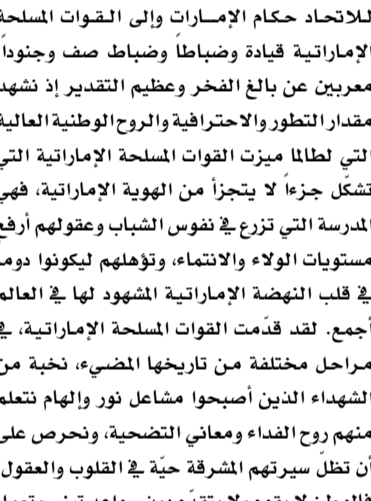 للاتحاد حكام الإمــارات وإلى القـوات المسلحة
الإماراتية قيادة وضباطاً وضباط صف وجنوداً
معربين عن بالغ الفخر وعظيم التقدير إذ نشهد
مقدار التطور والاحترافية والروح الوطنية العالية
التي لطالما ميزت القوات المسلحة الإماراتية التي
تشكّل جزءاً لا يتجزأ من الهوية الإماراتية، فهي
المدرسة التي تزرع في نفوس الشباب وعقولهم أرفع
مستويات الولاء والانتماء، وتؤهلهم ليكونوا دوما
في قلب النهضة الإماراتية المشهود لها في العالم
أجمع. لقد قدّمت القوات المسلحة الإماراتية، في
مراحل مختلفة من تاريخها المضيء، نخبة من
الشهداء الذين أصبحوا مشاعل نور وإلهام نتعلم
منهم روح الفداء ومعاني التضحية، ونحرص على
أن تظلّ سيرتهم المشرقة حيّة في القلوب والعقول